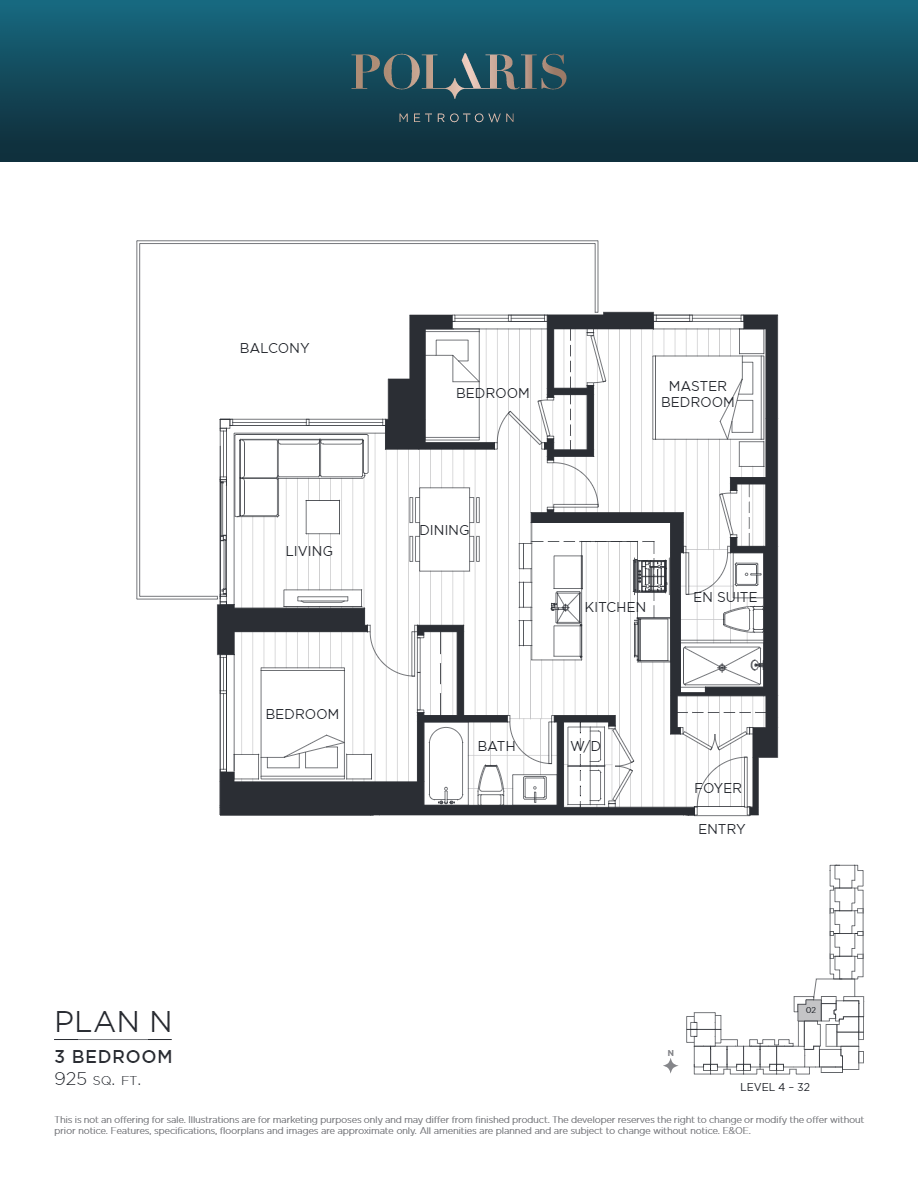 POLARIS
METROTOWN
BALCONY
BEDROOM
MASTER
BEDROOM
DINING
LIVING
KITCHEN
EN SUITE
BEDROOM
BATH
W/D
FOYER
ENTRY
PLAN N
3 BEDROOM
925 SQ. FT.
02
N
LEVEL 4 – 32
This is not an offering for sale. Illustrations are for marketing purposes only and may differ from finished product. The developer reserves the right to change or modify the offer without
prior notice. Features, specifications, floorplans and images are approximate only. All amenities are planned and are subject to change without notice. E&OE.